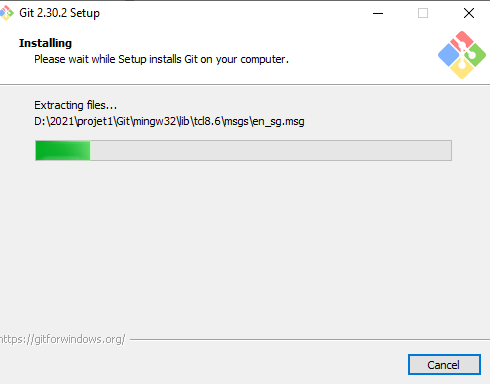 Git 2.30.2 Setup
Installing
Please wait while Setup installs Git on your computer.
Extracting files...
D:\2021\projet1\Git\mingw32\lib\tcl8.6\msgs\en_sg.msg
https://gitforwindows.org/
Cancel